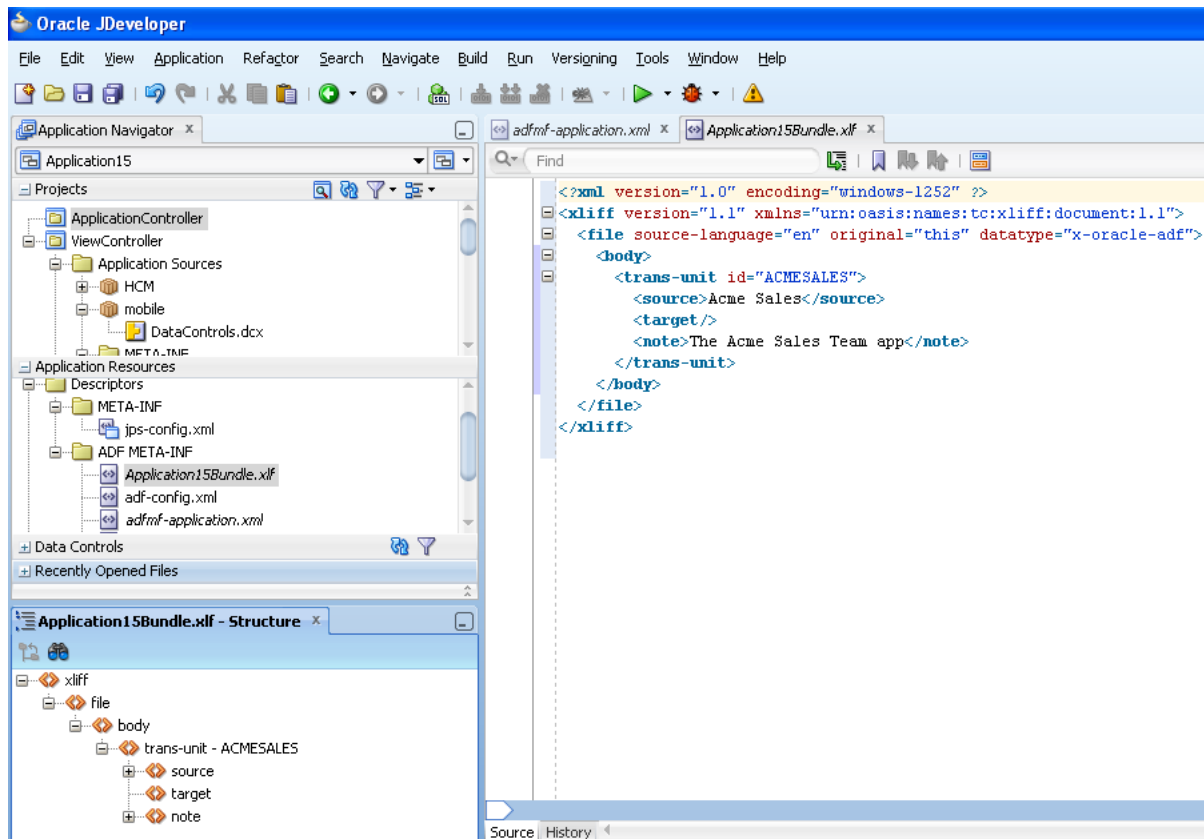 Oracle JDeveloper
File Edit View Application Refactor Search Navigate Build Run Versioning Tools Window Help
Application Navigator x
Application15
Projects
ApplicationController
ViewController
Application Sources
HCM
mobile
DataControls.dcx
META-INF
Application Resources
Descriptors
META-INF
jps-config.xml
ADF META-INF
Application15Bundle.xlf
adf-config.xml
adfmf-application.xml
Data Controls
Recently Opened Files
Application15Bundle.xlf - Structure x
xliff
file
body
trans-unit - ACMESALES
source
target
note
adfmf-application.xml x Application15Bundle.xlf x
Find
<?xml version="1.0" encoding="windows-1252" ?>
<xliff version="1.1" xmlns="urn:oasis:names:tc:xliff:document:1.1">
<file source-language="en" original="this" datatype="x-oracle-adf">
<body>
<trans-unit id="ACMESALES">
<source>Acme Sales</source>
<target/>
<note>The Acme Sales Team app</note>
</trans-unit>
</body>
</file>
</xliff>
Source History